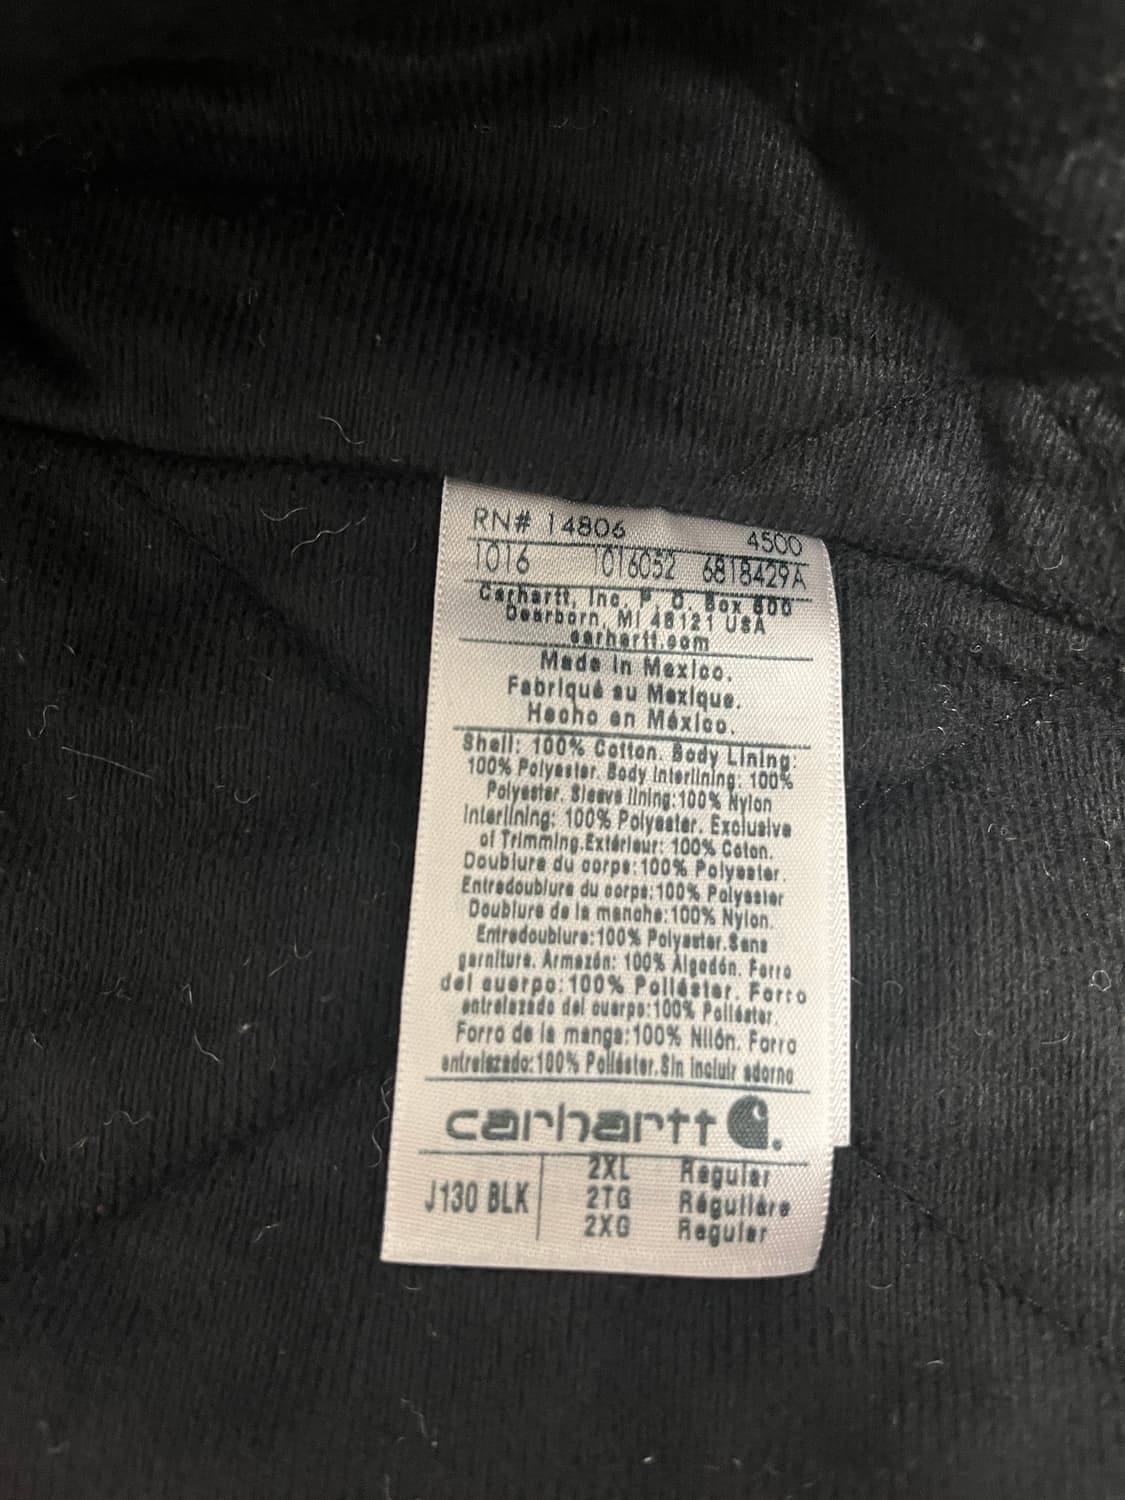 RN# 14806 4500
1016 1016052 6818429A
Carhartt, Inc, P. O. Box 600
Dearborn, MI 48121 USA
carhartt.com
Made in Mexico.
Fabriqué au Mexique.
Hecho en México.
Shell: 100% Cotton. Body Lining:
100% Polyester. Body Interlining: 100%
Polyester. Sleeve lining:100% Nylon
Interlining: 100% Polyester. Exclusive
of Trimming.Extérieur: 100% Coton.
Doublure du corps:100% Polyester.
Entredoublure du corps:100% Polyester
Doublure de la manche:100% Nylon.
Entredoublure:100% Polyester.Sans
garniture. Armazón: 100% Algodón. Forro
del cuerpo:100% Poliéster. Forro
entrelazado del cuerpo:100% Poliéster.
Forro de la manga:100% Nilón. Forro
entrelazado:100% Poliéster.Sin incluir adorno
carhartt
2XL Regular
J130 BLK 2TG Régulière
2XG Regular